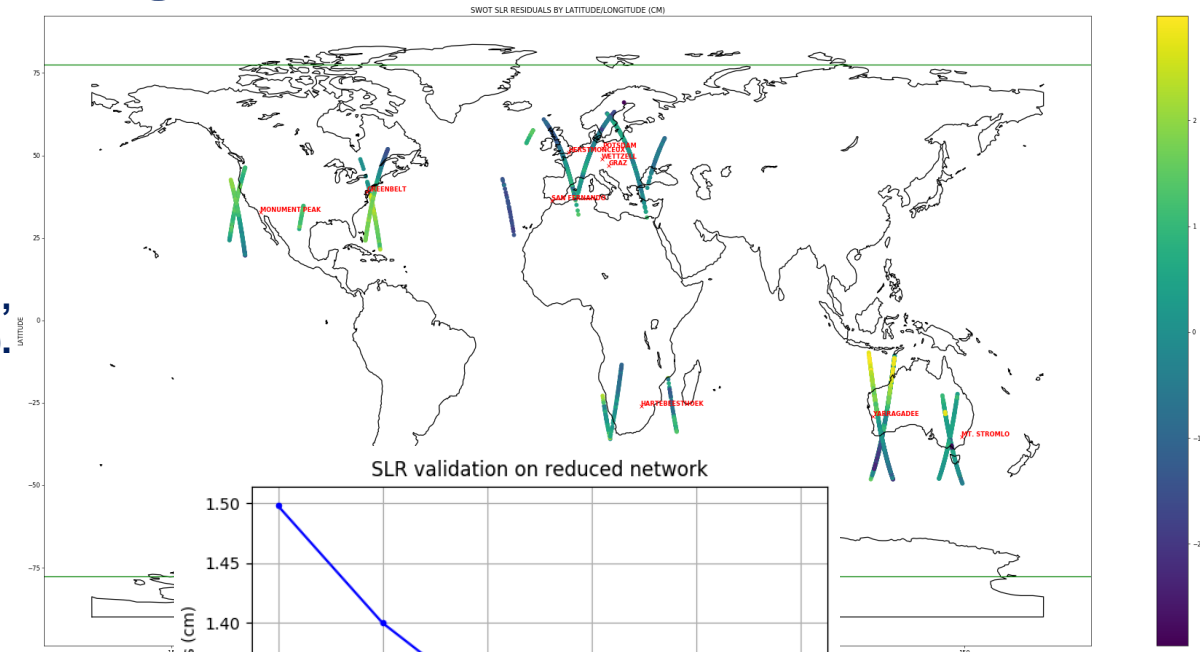 SWOT SLR RESIDUALS BY LATITUDE/LONGITUDE (CM)
75
50
25
0
−25
−50
−75
LATITUDE
POTSDAM
WETTZELL
GRAZ
SAN FERNANDO
GREENBELT
MONUMENT PEAK
HARTEBEESTHOEK
YARRAGADEE
MT. STROMLO
2
1
0
−1
−2
SLR validation on reduced network
1.50
1.45
1.40
(cm)